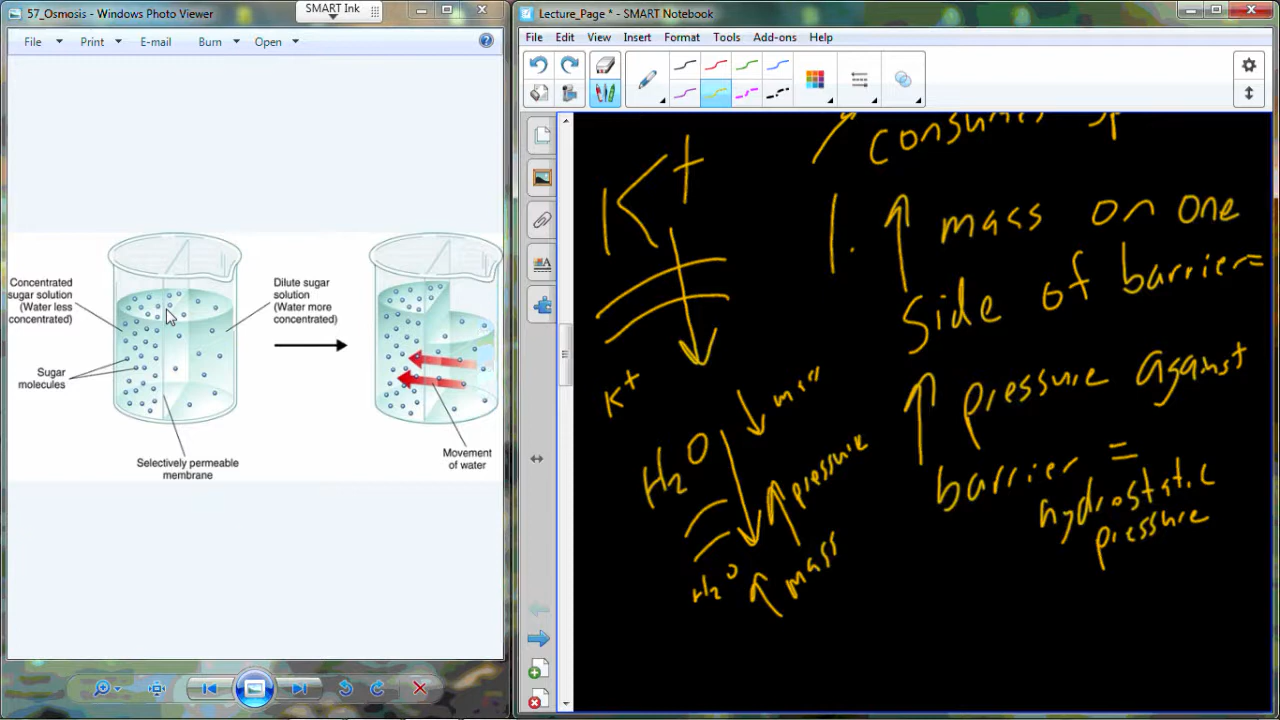 57_Osmosis - Windows Photo Viewer
SMART Ink
File Print E-mail Burn Open
Concentrated
sugar solution
(Water less
concentrated)
Dilute sugar
solution
(Water more
concentrated)
Sugar
molecules
Selectively permeable
membrane
Movement
of water
Lecture_Page * - SMART Notebook
File Edit View Insert Format Tools Add-ons Help
K+
K+
H2O
H2O
↓ mass
↑ pressure
↑ mass
consumes
1. ↑ mass on one
side of barrier=
↑ pressure against
barrier =
hydrostatic
pressure